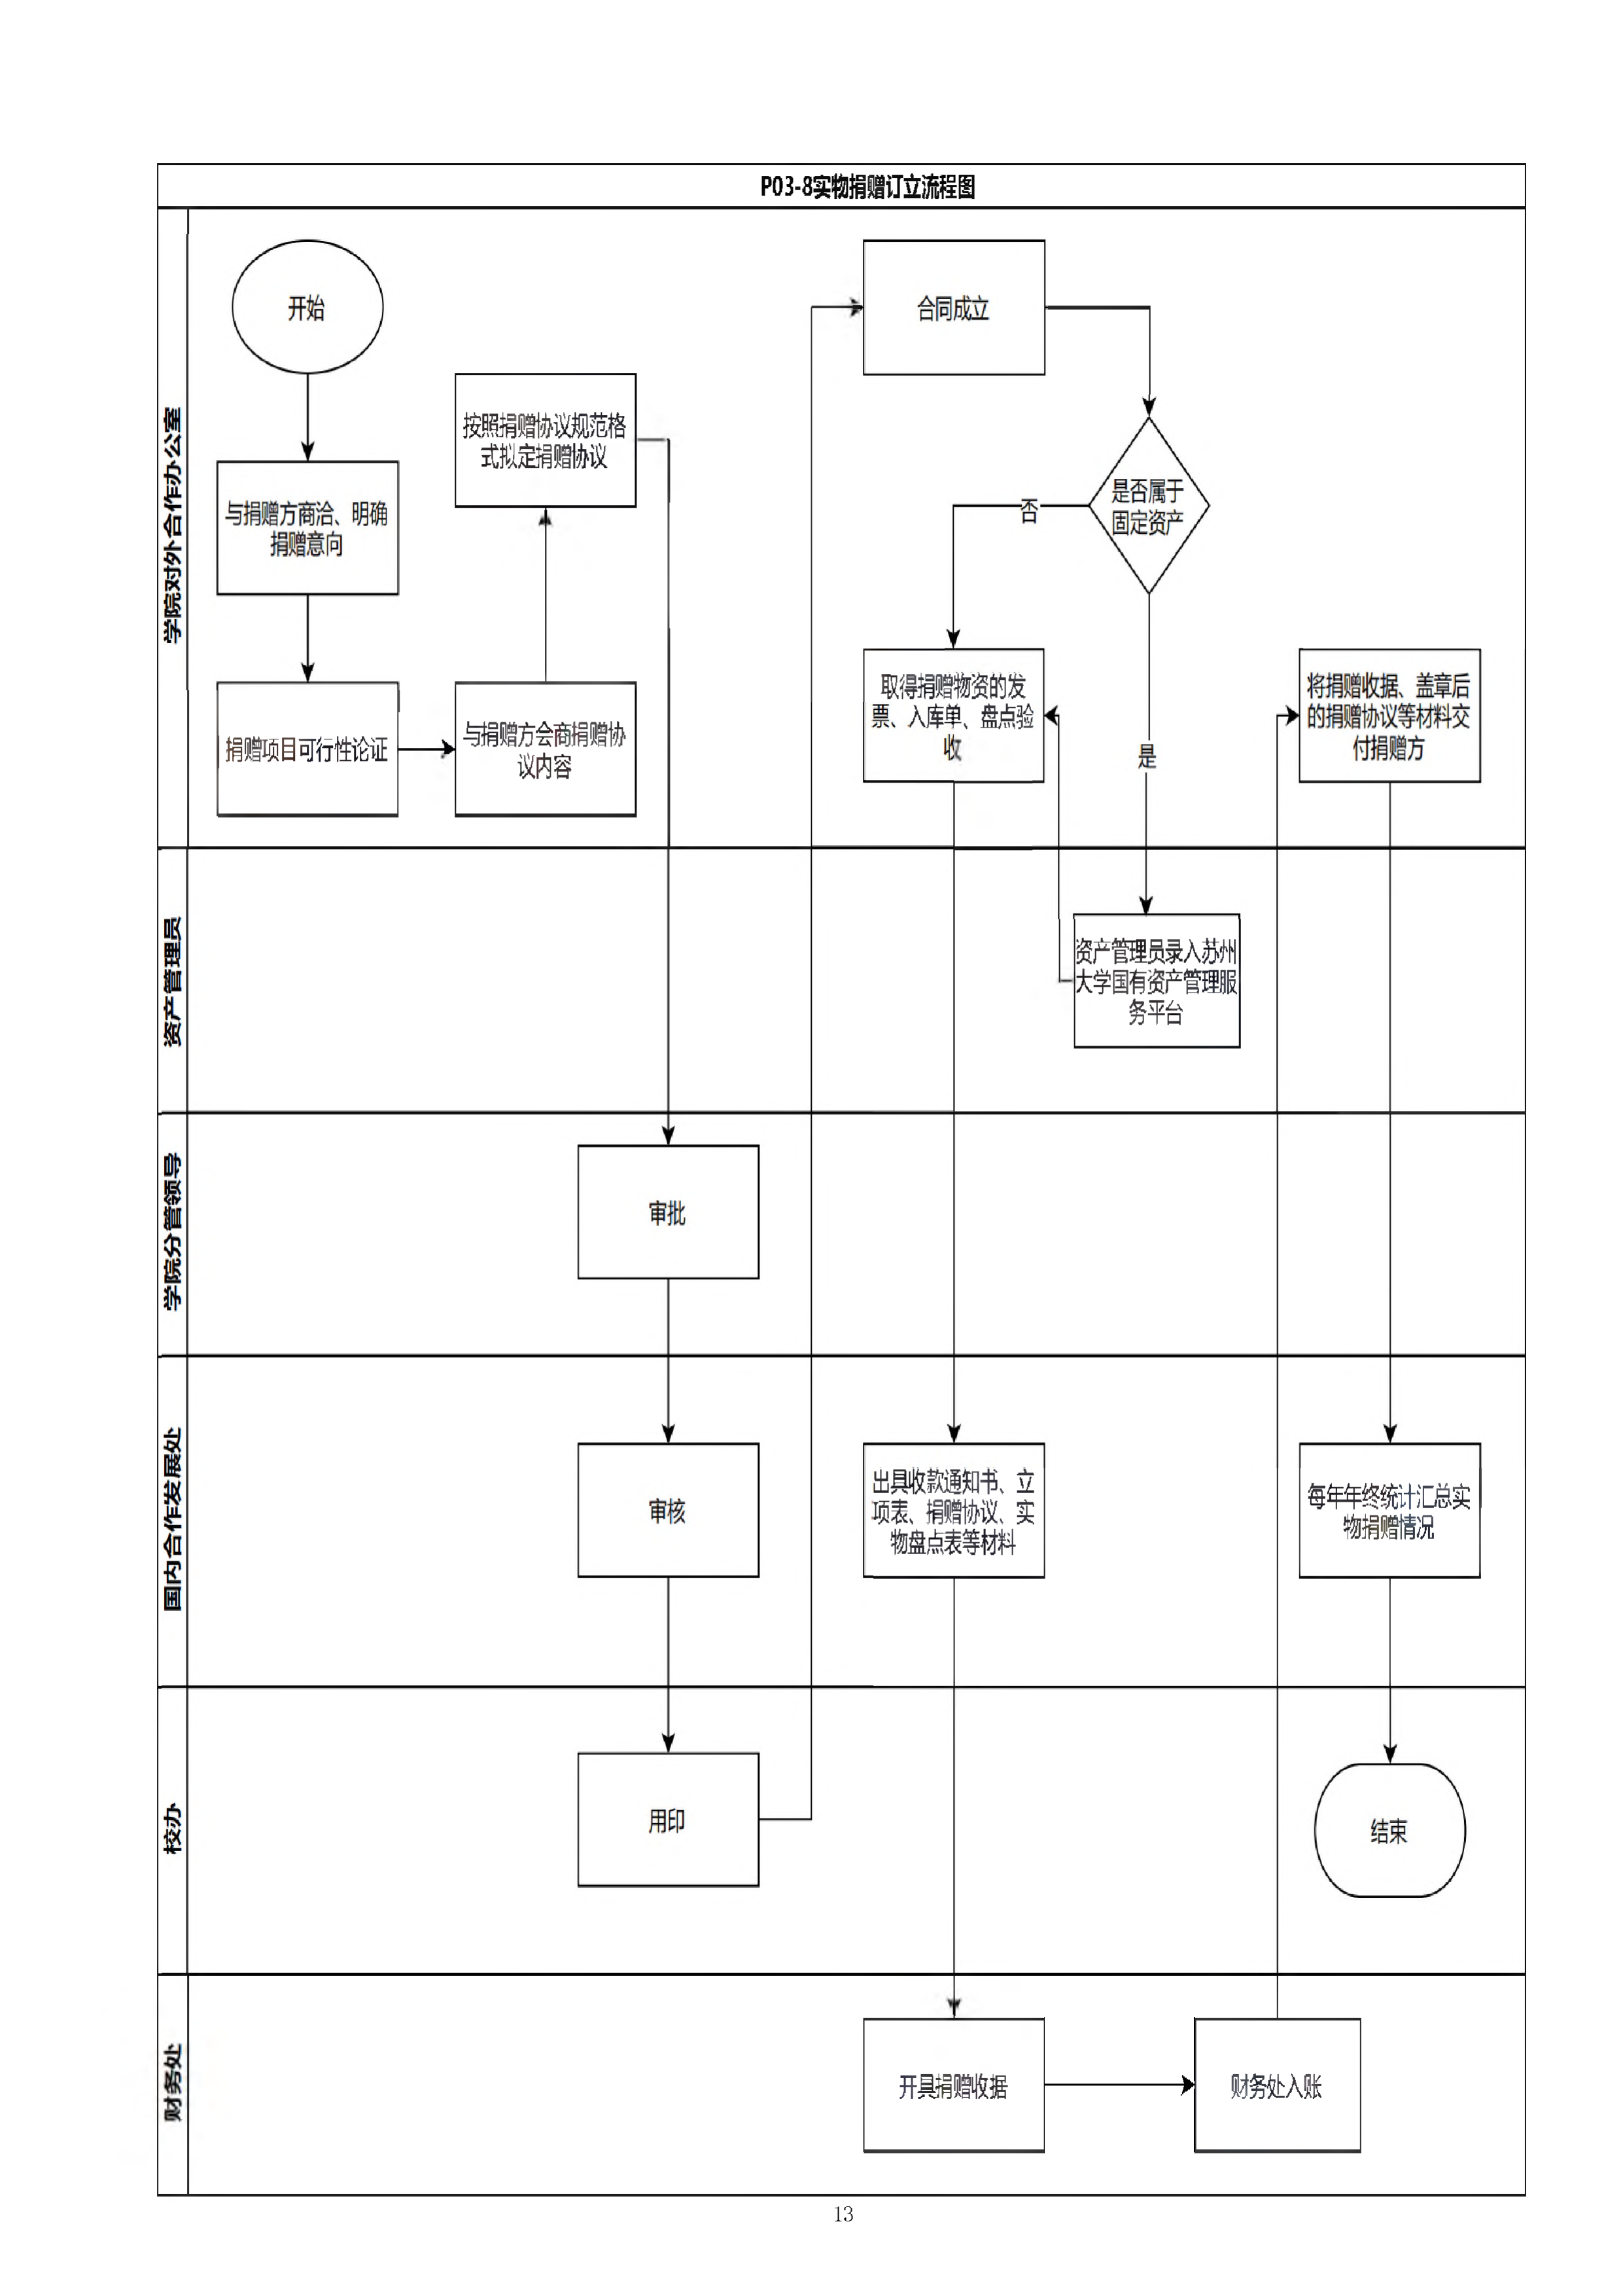 P03-8实物捐赠订立流程图
学院对外合作办公室
开始
与捐赠方商洽、明确
捐赠意向
捐赠项目可行性论证
按照捐赠协议规范格
式拟定捐赠协议
与捐赠方会商捐赠协
议内容
合同成立
是否属于
固定资产
否
是
取得捐赠物资的发
票、入库单、盘点验
收
将捐赠收据、盖章后
的捐赠协议等材料交
付捐赠方
资产管理员
资产管理员录入苏州
大学国有资产管理服
务平台
学院分管领导
审批
国内合作发展处
审核
出具收款通知书、立
项表、捐赠协议、实
物盘点表等材料
每年年终统计汇总实
物捐赠情况
校办
用印
结束
财务处
开具捐赠收据
财务处入账
13